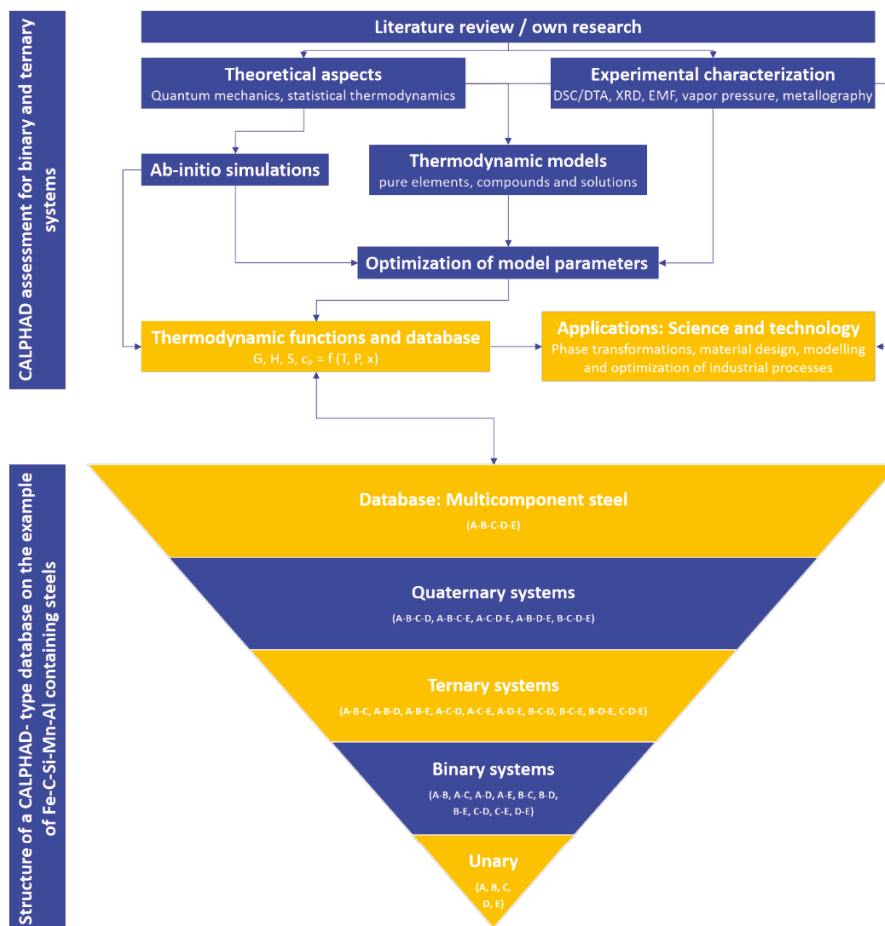 CALPHAD assessment for binary and ternary
systems
Literature review / own research
Theoretical aspects
Quantum mechanics, statistical thermodynamics
Experimental characterization
DSC/DTA, XRD, EMF, vapor pressure, metallography
Ab-initio simulations
Thermodynamic models
pure elements, compounds and solutions
Optimization of model parameters
Thermodynamic functions and database
G, H, S, cP = f (T, P, x)
Applications: Science and technology
Phase transformations, material design, modelling
and optimization of industrial processes
Structure of a CALPHAD- type database on the example
of Fe-C-Si-Mn-Al containing steels
Database: Multicomponent steel
(A-B-C-D-E)
Quaternary systems
(A-B-C-D, A-B-C-E, A-C-D-E, A-B-D-E, B-C-D-E)
Ternary systems
(A-B-C, A-B-D, A-B-E, A-C-D, A-C-E, A-D-E, B-C-D, B-C-E, B-D-E, C-D-E)
Binary systems
(A-B, A-C, A-D, A-E, B-C, B-D,
B-E, C-D, C-E, D-E)
Unary
(A, B, C,
D, E)